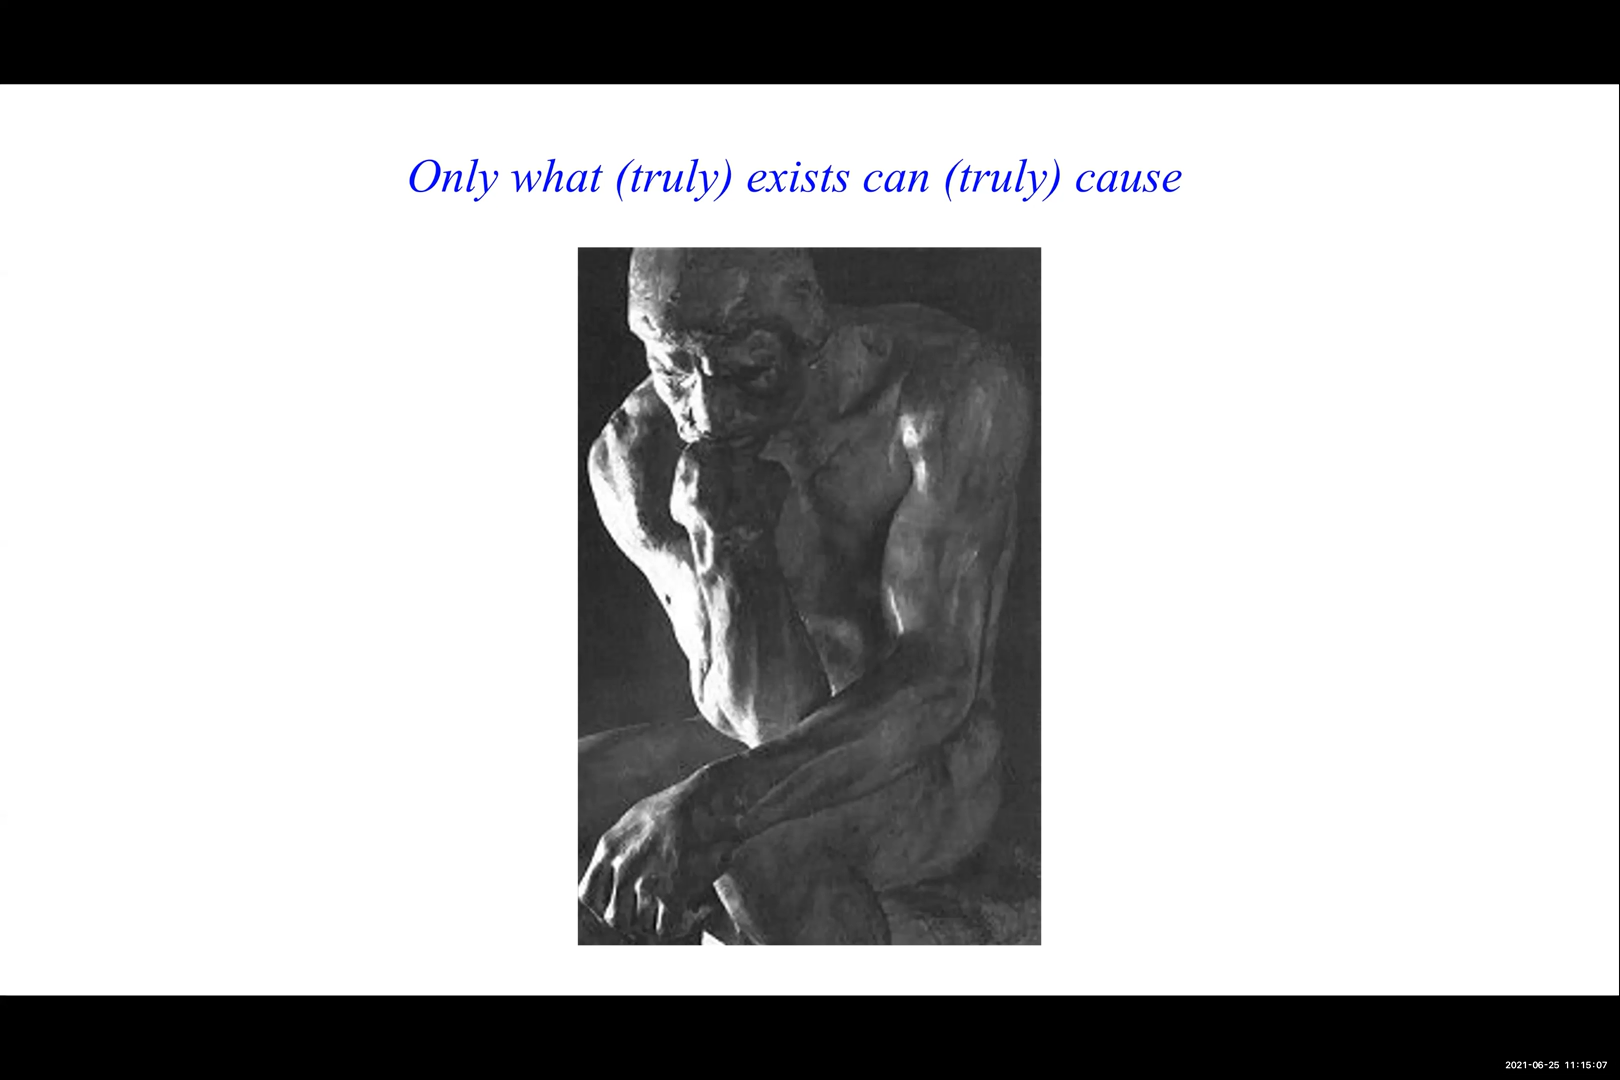 Only what (truly) exists can (truly) cause
2021-06-25 11:15:07